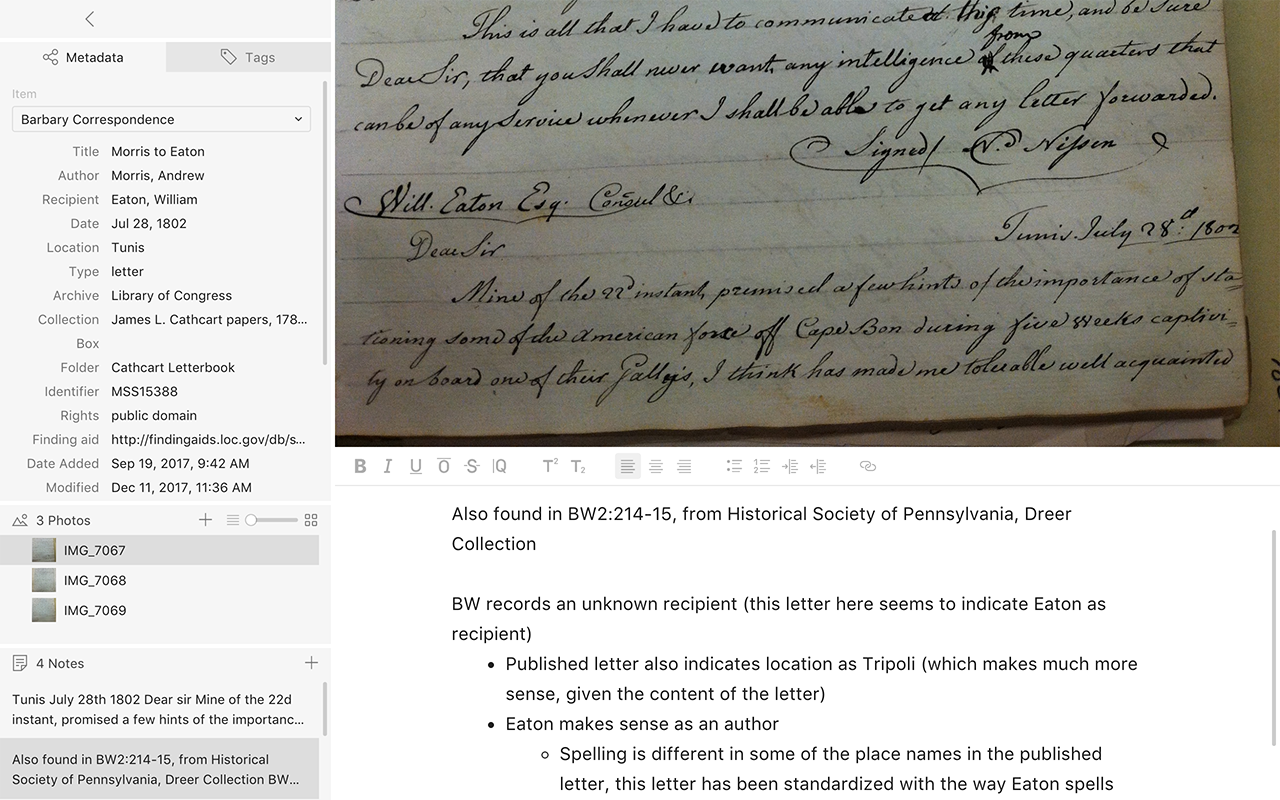 Metadata
Tags
Item
Barbary Correspondence
Title Morris to Eaton
Author Morris, Andrew
Recipient Eaton, William
Date Jul 28, 1802
Location Tunis
Type letter
Archive Library of Congress
Collection James L. Cathcart papers, 178...
Box
Folder Cathcart Letterbook
Identifier MSS15388
Rights public domain
Finding aid http://findingaids.loc.gov/db/s...
Date Added Sep 19, 2017, 9:42 AM
Modified Dec 11, 2017, 11:36 AM
3 Photos
IMG_7067
IMG_7068
IMG_7069
4 Notes
Tunis July 28th 1802 Dear sir Mine of the 22d
instant, promised a few hints of the importanc...
Also found in BW2:214-15, from Historical
Society of Pennsylvania, Dreer Collection BW...
This is all that I have to communicate at this time, and be sure
from
Dear Sir, that you shall never want any intelligence these quarters that
can be of any Service whenever I shall be able to get any letter forwarded.
Signed/ N. Nissen
Will. Eaton Esq. Consul &c.
Tunis July 28.d 1802
Dear Sir
Mine of the 22d instant, promised a few hints of the importance of sta=
tioning some of the American force off Cape Bon during five weeks captivi=
ty on board one of their Gally's, I think has made me tolerable well acquainted
B I U O S Q T² T₂
Also found in BW2:214-15, from Historical Society of Pennsylvania, Dreer
Collection
BW records an unknown recipient (this letter here seems to indicate Eaton as
recipient)
• Published letter also indicates location as Tripoli (which makes much more
sense, given the content of the letter)
• Eaton makes sense as an author
◦ Spelling is different in some of the place names in the published
letter, this letter has been standardized with the way Eaton spells